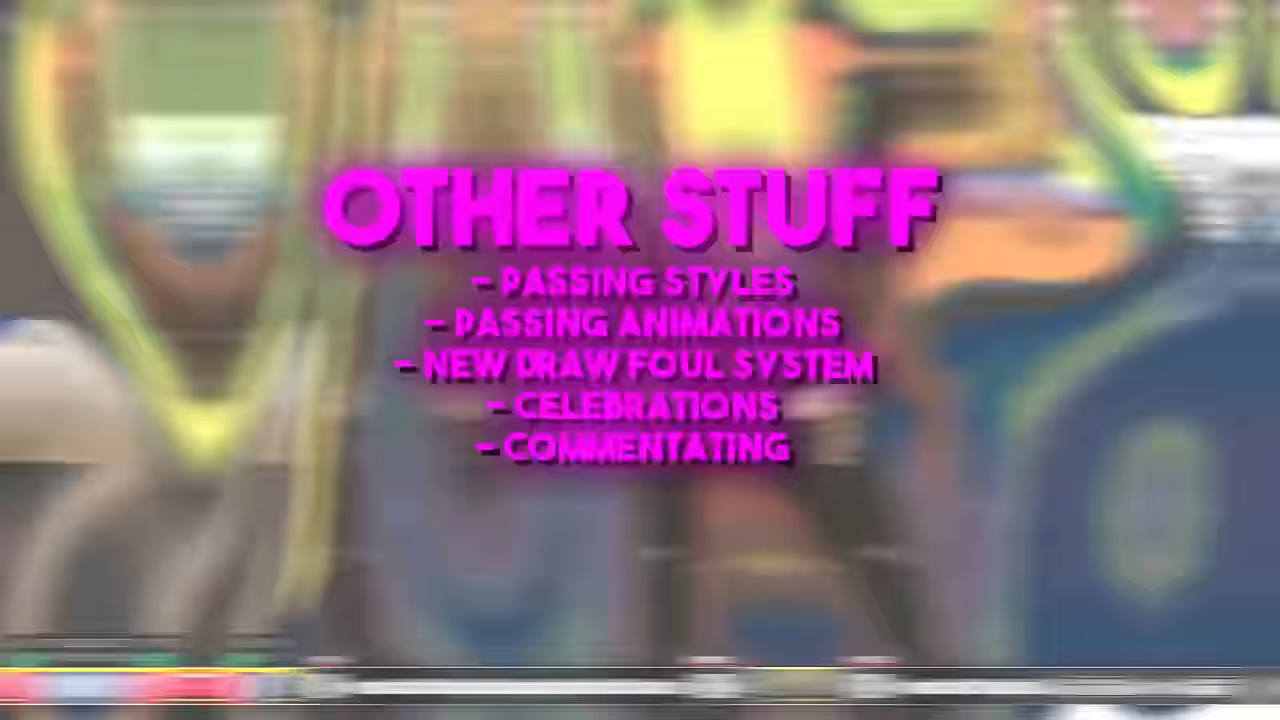 OTHER STUFF
- PASSING STYLES
- PASSING ANIMATIONS
- NEW DRAW FOUL SYSTEM
- CELEBRATIONS
- COMMENTATING